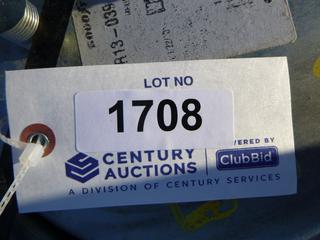 LOT NO
1708
CENTURY
AUCTIONS
POWERED BY
ClubBid
A DIVISION OF CENTURY SERVICES